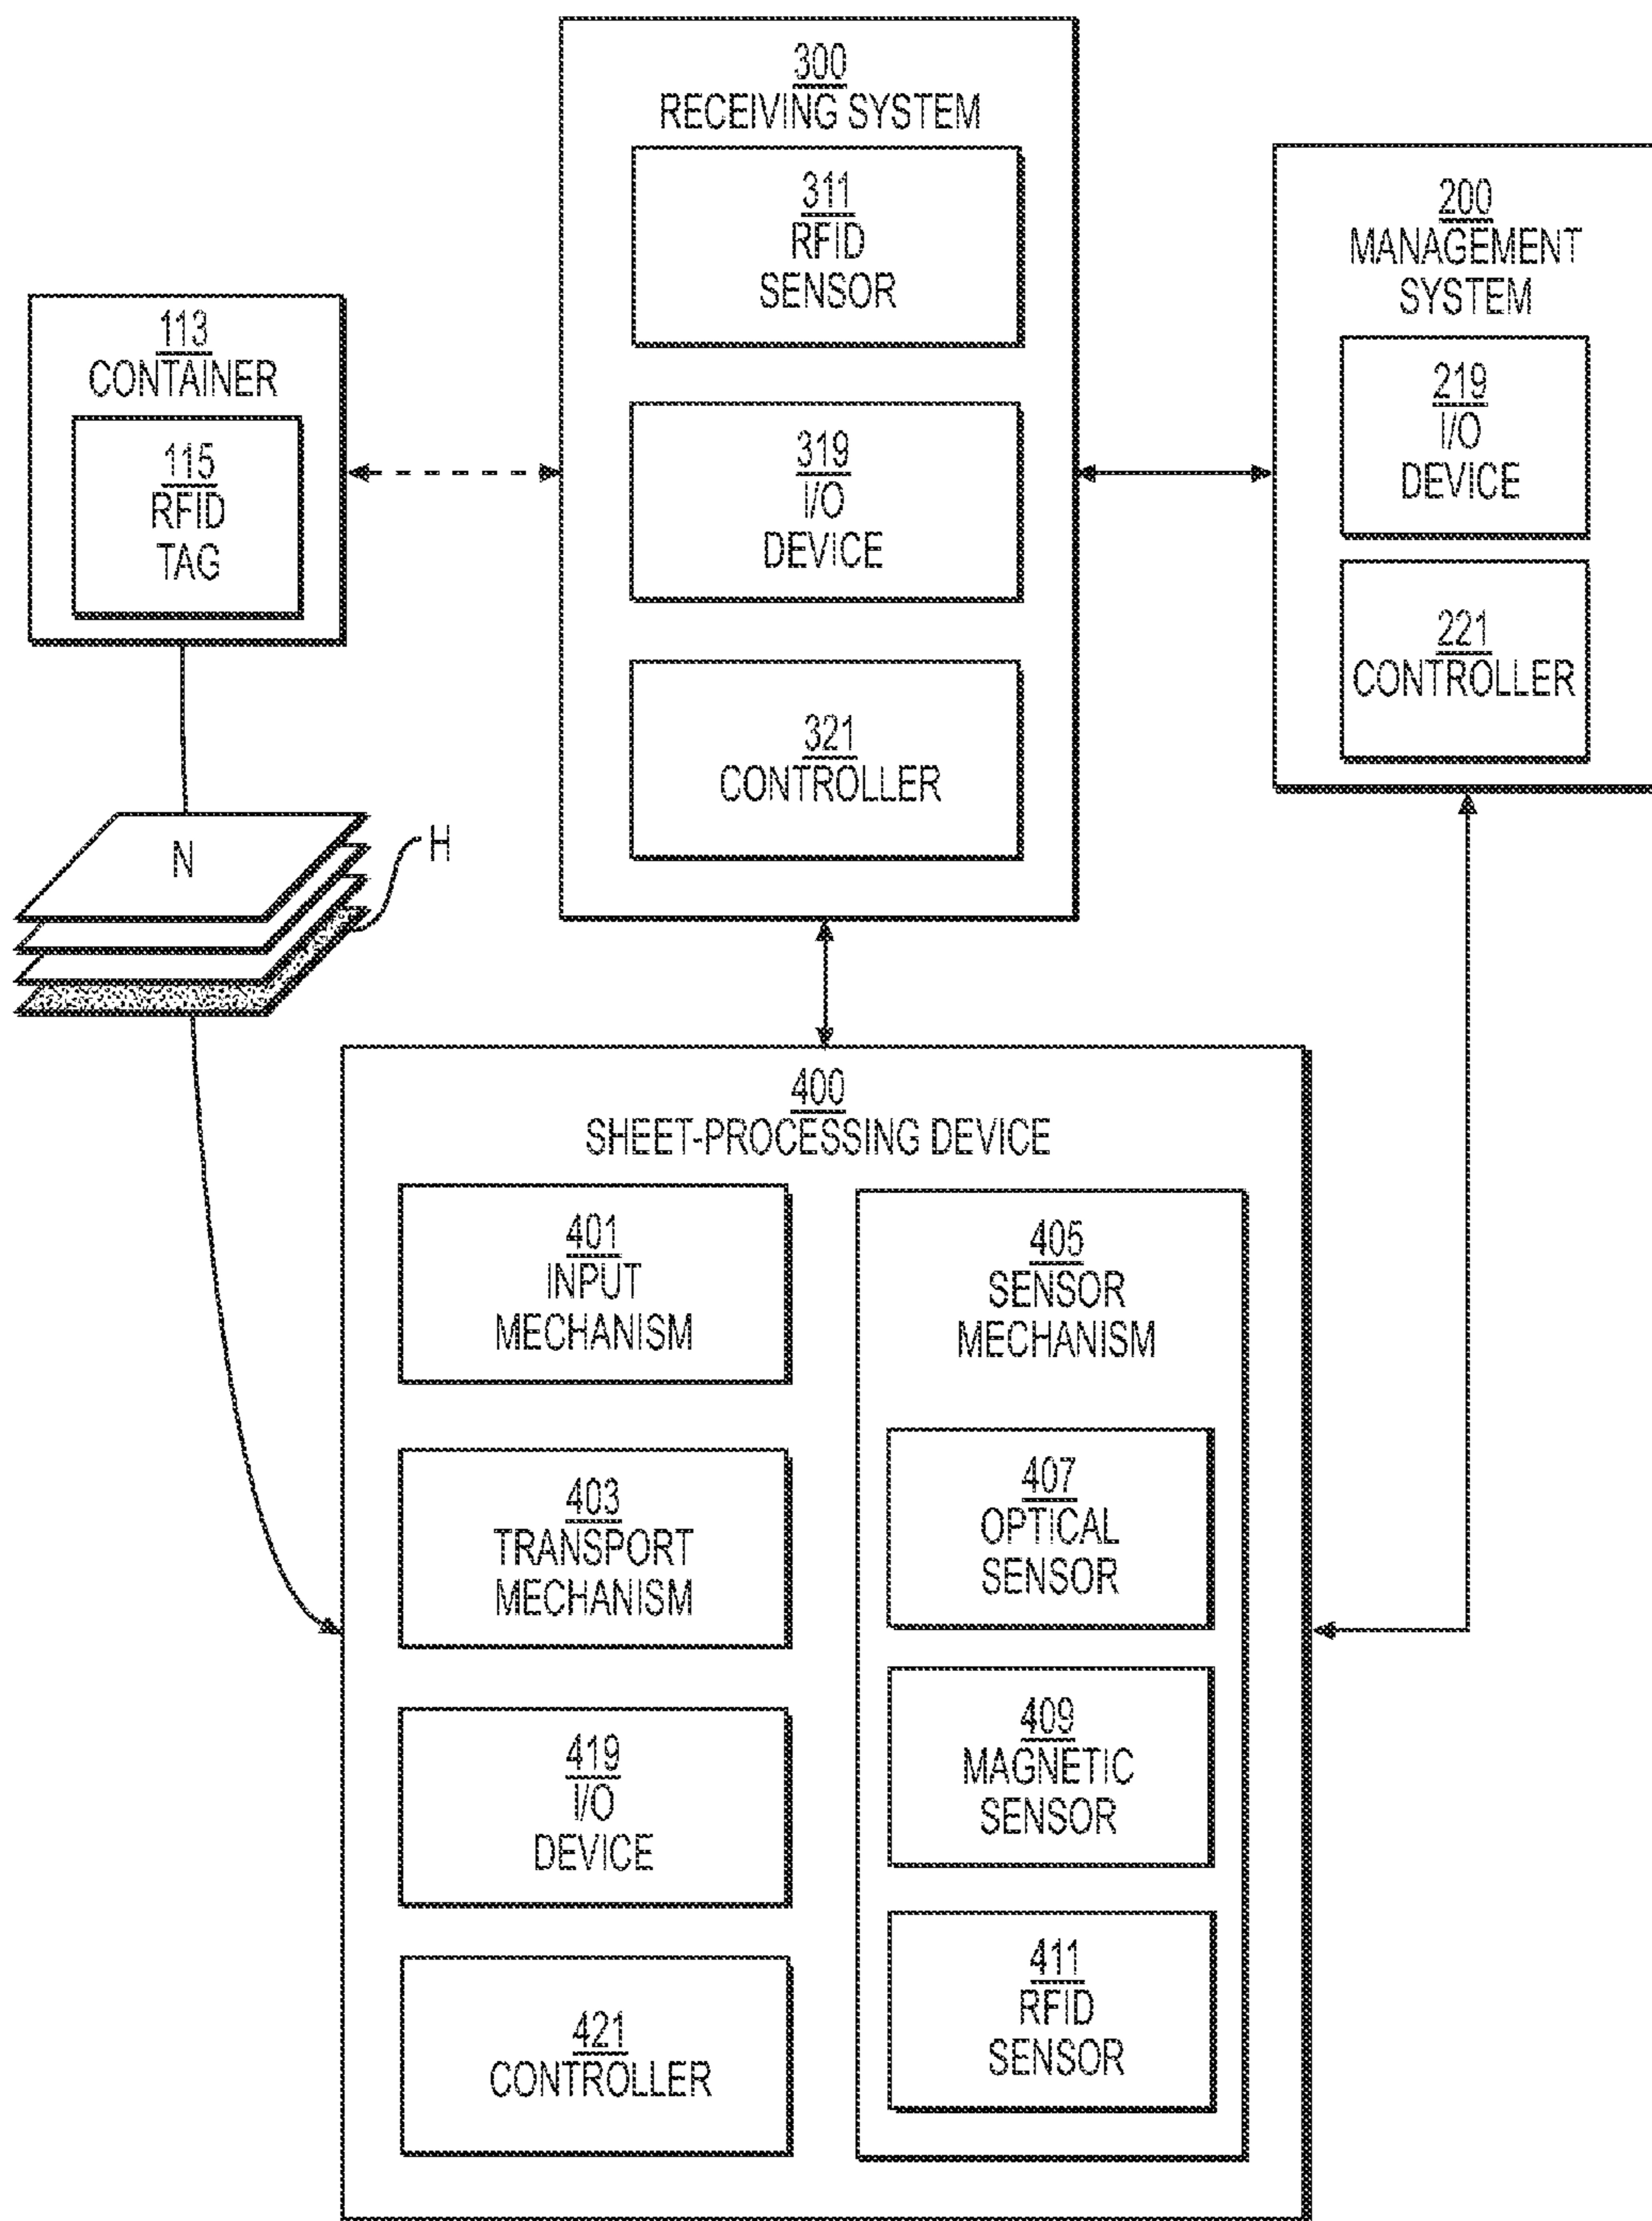 300
RECEIVING SYSTEM
311
RFID
SENSOR
319
I/O
DEVICE
321
CONTROLLER
200
MANAGEMENT
SYSTEM
219
I/O
DEVICE
221
CONTROLLER
113
CONTAINER
115
RFID
TAG
N
H
400
SHEET-PROCESSING DEVICE
401
INPUT
MECHANISM
403
TRANSPORT
MECHANISM
419
I/O
DEVICE
421
CONTROLLER
405
SENSOR
MECHANISM
407
OPTICAL
SENSOR
409
MAGNETIC
SENSOR
411
RFID
SENSOR